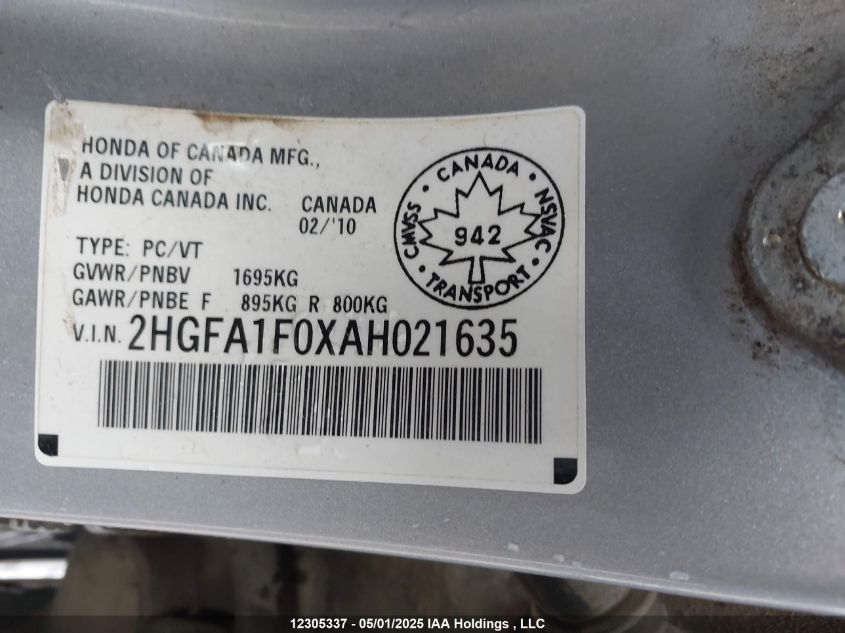 HONDA OF CANADA MFG.,
A DIVISION OF
HONDA CANADA INC. CANADA
02/'10
TYPE: PC/VT
GVWR/PNBV 1695KG
GAWR/PNBE F 895KG R 800KG
V.I.N. 2HGFA1F0XAH021635
CANADA · NSVAC · TRANSPORT · CMVSS ·
942
12305337 - 05/01/2025 IAA Holdings , LLC